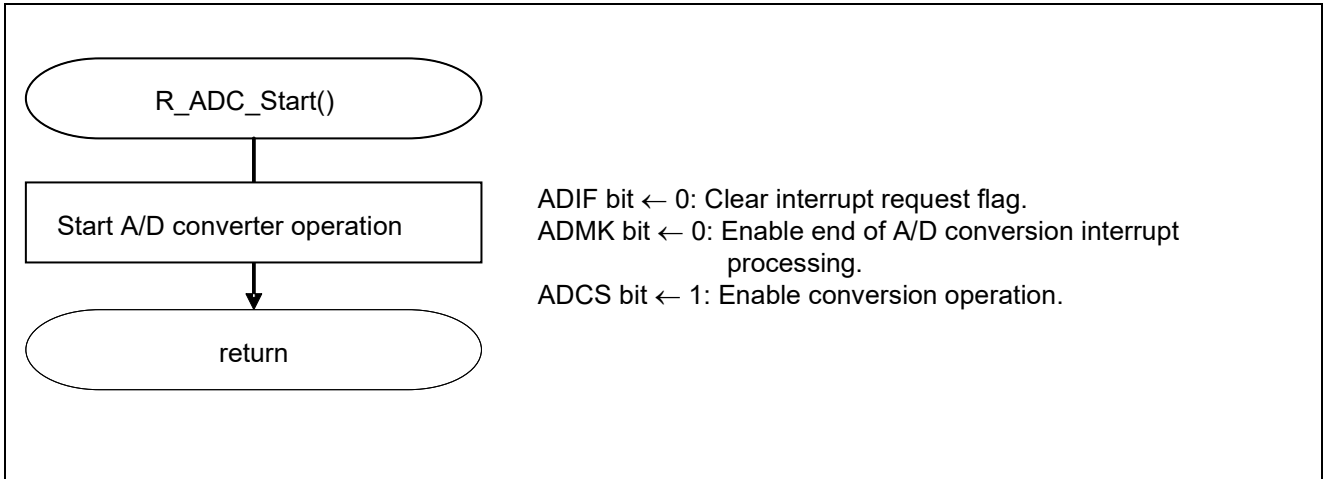 R_ADC_Start()
Start A/D converter operation
ADIF bit ← 0: Clear interrupt request flag.
ADMK bit ← 0: Enable end of A/D conversion interrupt
processing.
ADCS bit ← 1: Enable conversion operation.
return